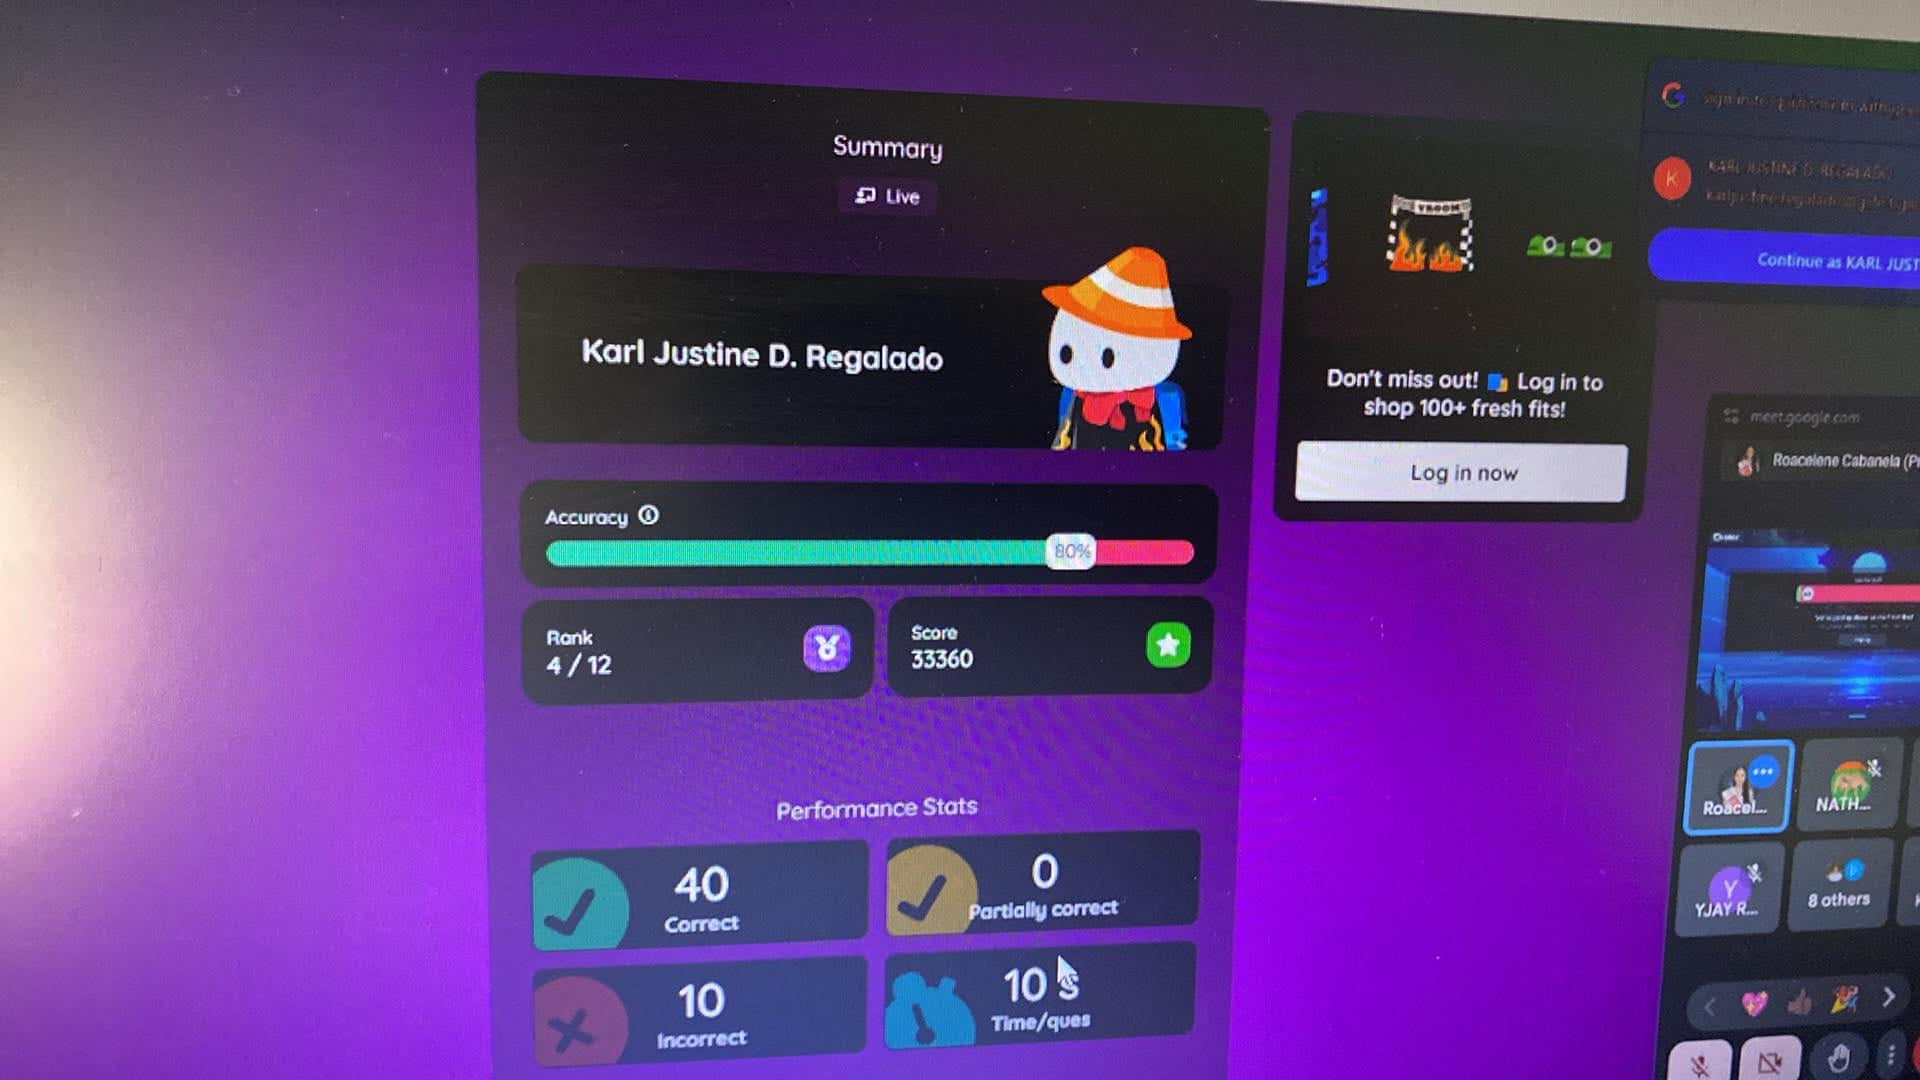 Summary
Live
Karl Justine D. Regalado
Accuracy
80%
Rank
4 / 12
Score
33360
Performance Stats
40
Correct
0
Partially correct
10
Incorrect
10 s
Time/ques
VROOM
Don't miss out! Log in to
shop 100+ fresh fits!
Log in now
KARL JUSTINE D. REGALADO
K
Continue as KARL JUST
meet.google.com
Roacelene Cabanela (P
Roacel...
NATH...
Y
YJAY R...
8 others